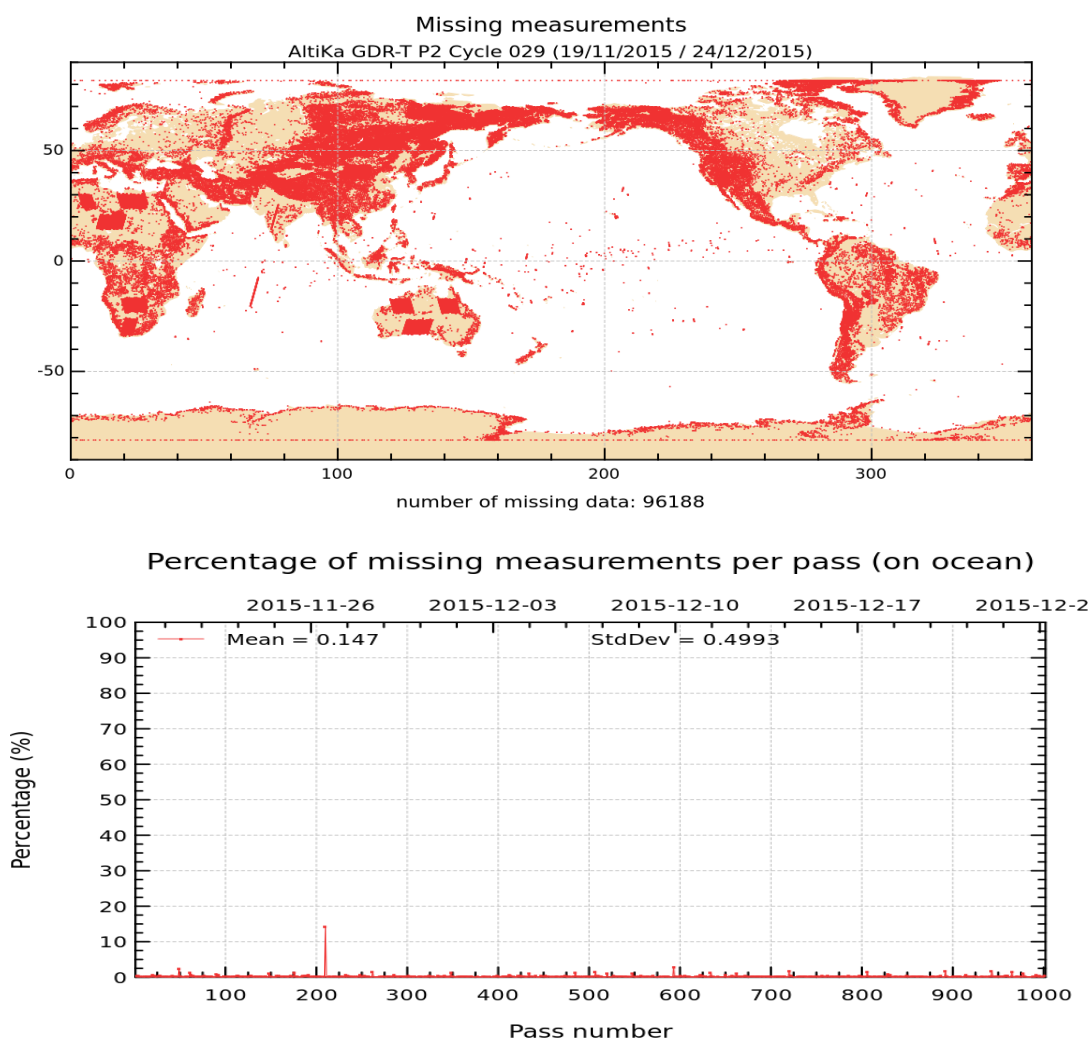 Missing measurements
AltiKa GDR-T P2 Cycle 029 (19/11/2015 / 24/12/2015)
50
0
-50
0 100 200 300
number of missing data: 96188
Percentage of missing measurements per pass (on ocean)
2015-11-26 2015-12-03 2015-12-10 2015-12-17 2015-12-2
Mean = 0.147 StdDev = 0.4993
100
90
80
70
60
50
40
30
20
10
0
Percentage (%)
100 200 300 400 500 600 700 800 900 1000
Pass number